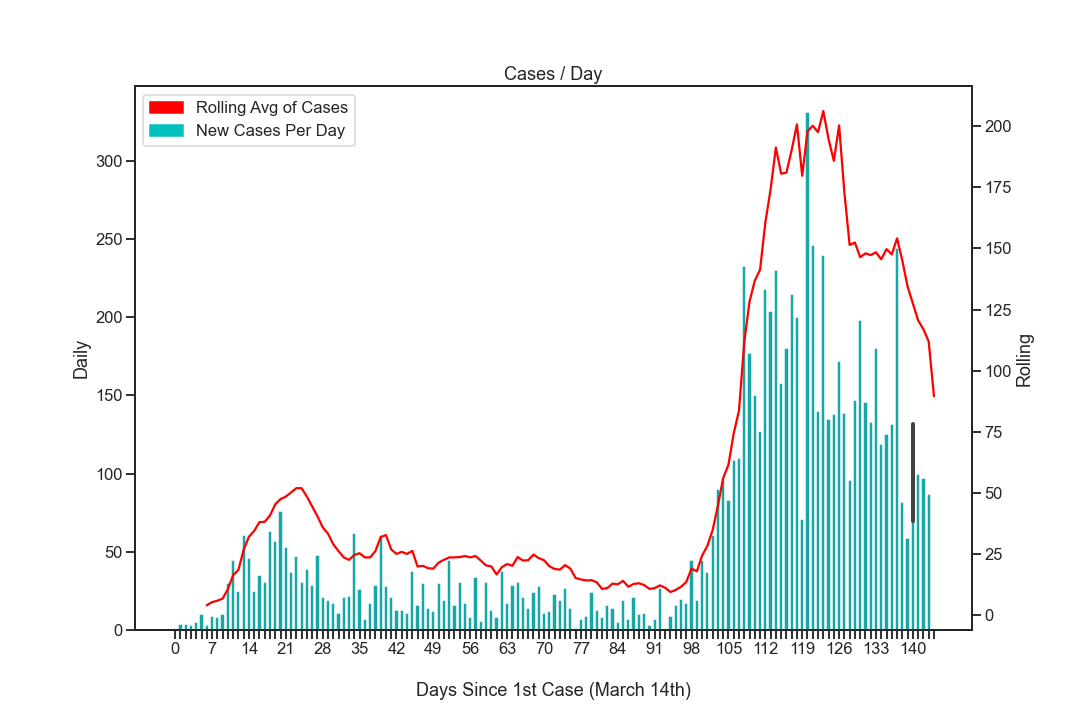 Cases / Day
Rolling Avg of Cases
New Cases Per Day
300
250
200
150
100
50
0
Daily
200
175
150
125
100
75
50
25
0
Rolling
0 7 14 21 28 35 42 49 56 63 70 77 84 91 98 105 112 119 126 133 140
Days Since 1st Case (March 14th)